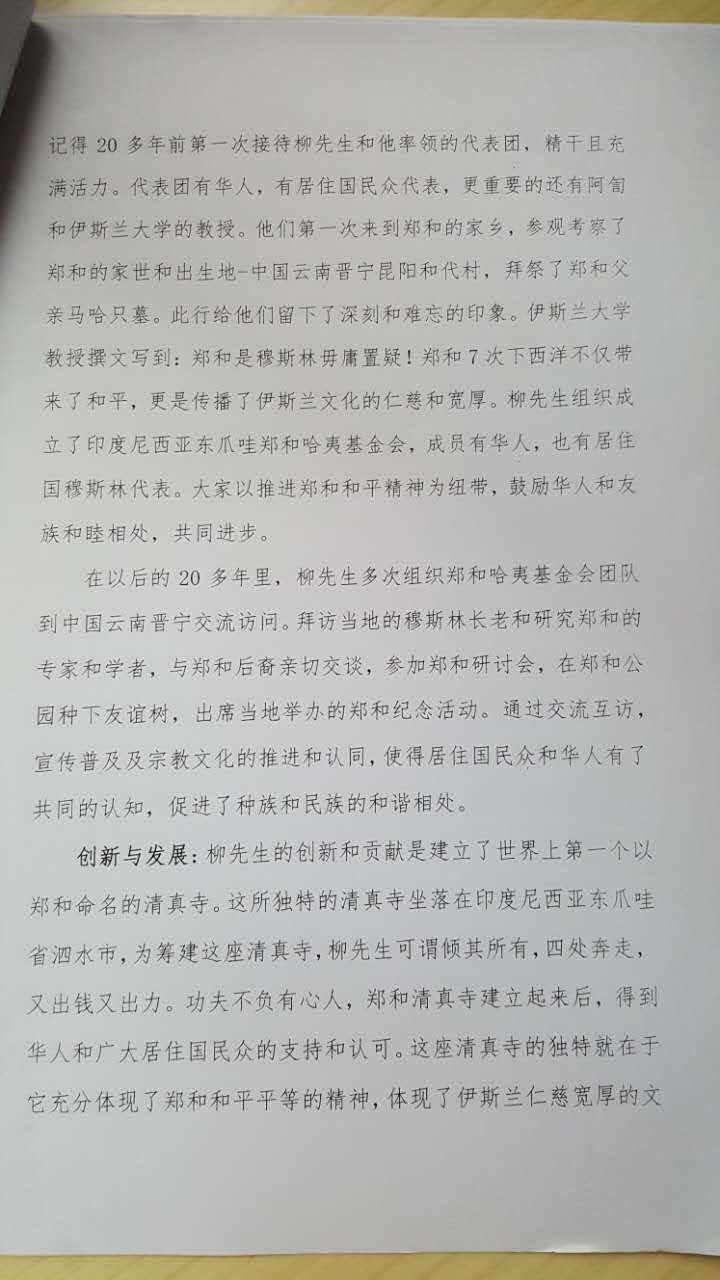 记得 20 多年前第一次接待柳先生和他率领的代表团，精干且充
满活力。代表团有华人，有居住国民众代表，更重要的还有阿訇
和伊斯兰大学的教授。他们第一次来到郑和的家乡，参观考察了
郑和的家世和出生地-中国云南晋宁昆阳和代村，拜祭了郑和父
亲马哈只墓。此行给他们留下了深刻和难忘的印象。伊斯兰大学
教授撰文写到：郑和是穆斯林毋庸置疑！郑和 7 次下西洋不仅带
来了和平，更是传播了伊斯兰文化的仁慈和宽厚。柳先生组织成
立了印度尼西亚东爪哇郑和哈夷基金会，成员有华人，也有居住
国穆斯林代表。大家以推进郑和和平精神为纽带，鼓励华人和友
族和睦相处，共同进步。
在以后的 20 多年里，柳先生多次组织郑和哈夷基金会团队
到中国云南晋宁交流访问。拜访当地的穆斯林长老和研究郑和的
专家和学者，与郑和后裔亲切交谈，参加郑和研讨会，在郑和公
园种下友谊树，出席当地举办的郑和纪念活动。通过交流互访，
宣传普及及宗教文化的推进和认同，使得居住国民众和华人有了
共同的认知，促进了种族和民族的和谐相处。
创新与发展：柳先生的创新和贡献是建立了世界上第一个以
郑和命名的清真寺。这所独特的清真寺坐落在印度尼西亚东爪哇
省泗水市，为筹建这座清真寺，柳先生可谓倾其所有，四处奔走，
又出钱又出力。功夫不负有心人，郑和清真寺建立起来后，得到
华人和广大居住国民众的支持和认可。这座清真寺的独特就在于
它充分体现了郑和和平平等的精神，体现了伊斯兰仁慈宽厚的文